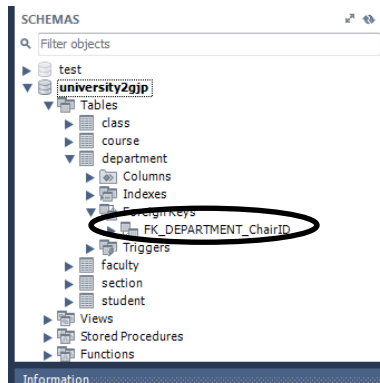 SCHEMAS
Filter objects
test
university2gjp
Tables
class
course
department
Columns
Indexes
Foreign Keys
FK_DEPARTMENT_ChairID
Triggers
faculty
section
student
Views
Stored Procedures
Functions
Information